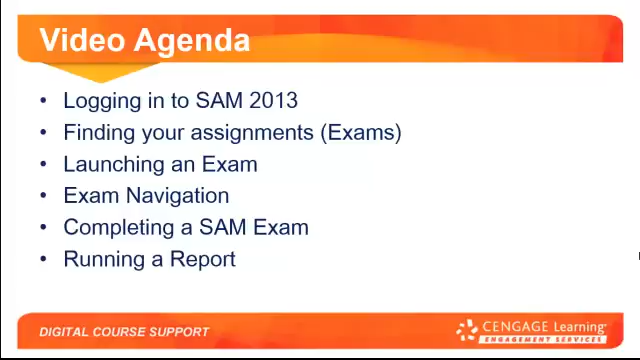 Video Agenda
• Logging in to SAM 2013
• Finding your assignments (Exams)
• Launching an Exam
• Exam Navigation
• Completing a SAM Exam
• Running a Report
DIGITAL COURSE SUPPORT
CENGAGE Learning
ENGAGEMENT SERVICES